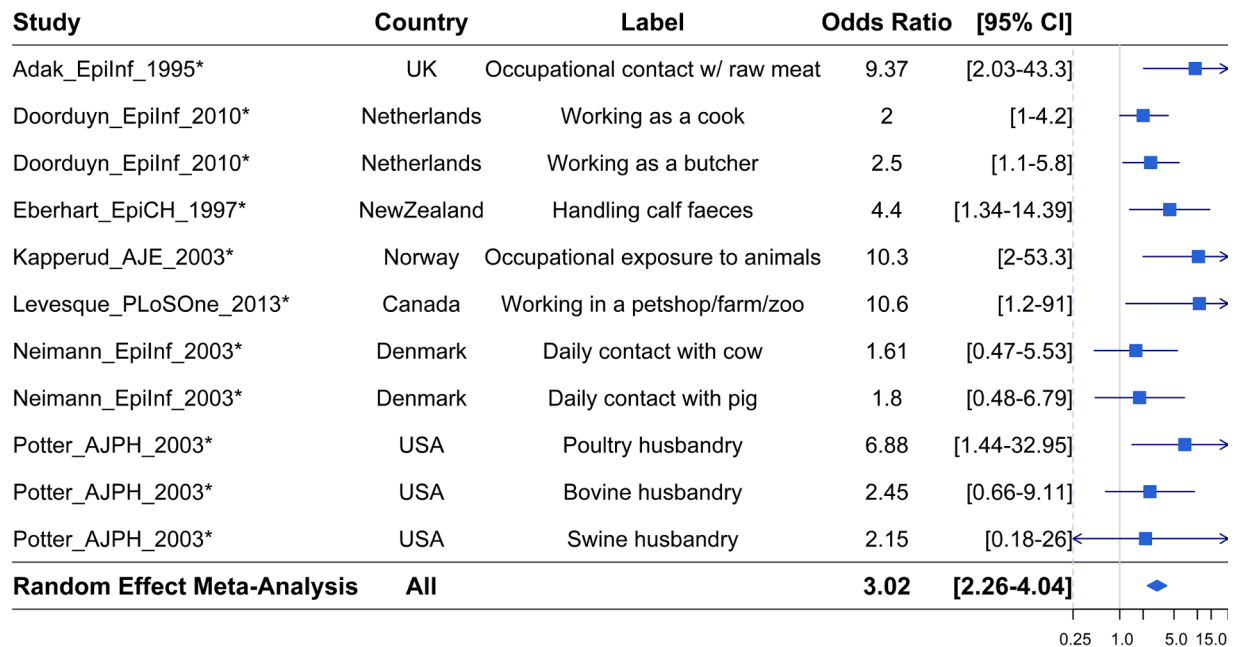 Study Country Label Odds Ratio [95% CI]
Adak_EpiInf_1995* UK Occupational contact w/ raw meat 9.37 [2.03-43.3]
Doorduyn_EpiInf_2010* Netherlands Working as a cook 2 [1-4.2]
Doorduyn_EpiInf_2010* Netherlands Working as a butcher 2.5 [1.1-5.8]
Eberhart_EpiCH_1997* NewZealand Handling calf faeces 4.4 [1.34-14.39]
Kapperud_AJE_2003* Norway Occupational exposure to animals 10.3 [2-53.3]
Levesque_PLoSOne_2013* Canada Working in a petshop/farm/zoo 10.6 [1.2-91]
Neimann_EpiInf_2003* Denmark Daily contact with cow 1.61 [0.47-5.53]
Neimann_EpiInf_2003* Denmark Daily contact with pig 1.8 [0.48-6.79]
Potter_AJPH_2003* USA Poultry husbandry 6.88 [1.44-32.95]
Potter_AJPH_2003* USA Bovine husbandry 2.45 [0.66-9.11]
Potter_AJPH_2003* USA Swine husbandry 2.15 [0.18-26]
Random Effect Meta-Analysis All 3.02 [2.26-4.04]
0.25 1.0 5.0 15.0